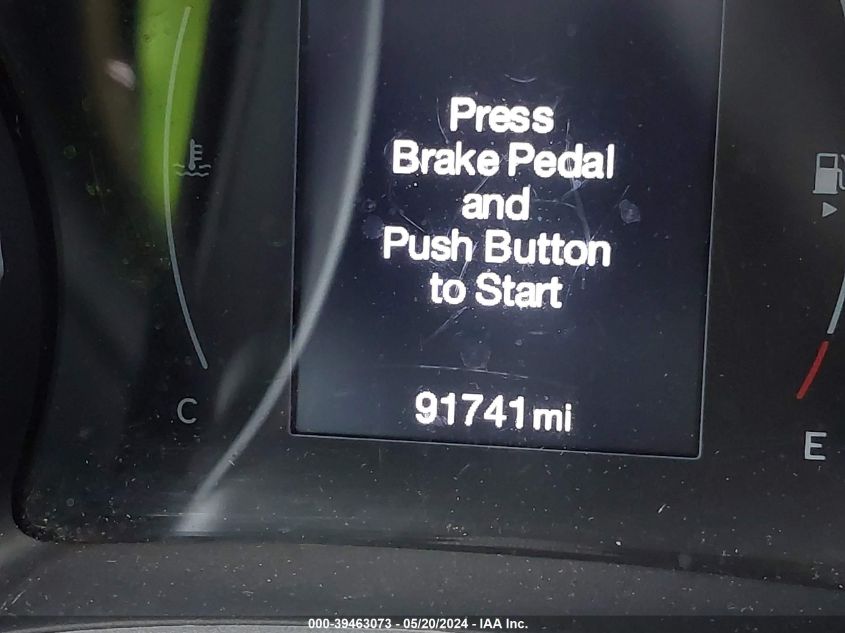 Press
Brake Pedal
and
Push Button
to Start
91741 mi
C
E
000-39463073 / 05/20/2024 - IAA Inc.